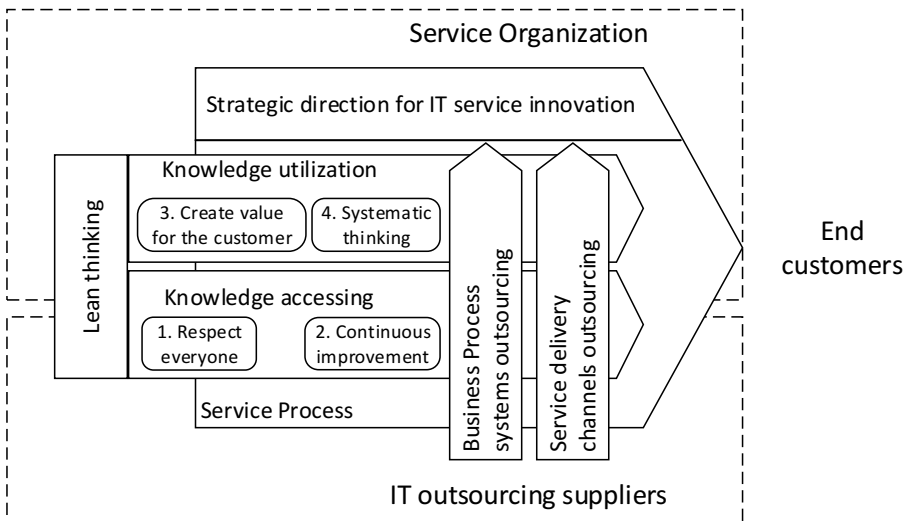 Service Organization
Strategic direction for IT service innovation
Lean thinking
Knowledge utilization
3. Create value
for the customer
4. Systematic
thinking
Knowledge accessing
1. Respect
everyone
2. Continuous
improvement
Service Process
Business Process
systems outsourcing
Service delivery
channels outsourcing
End
customers
IT outsourcing suppliers